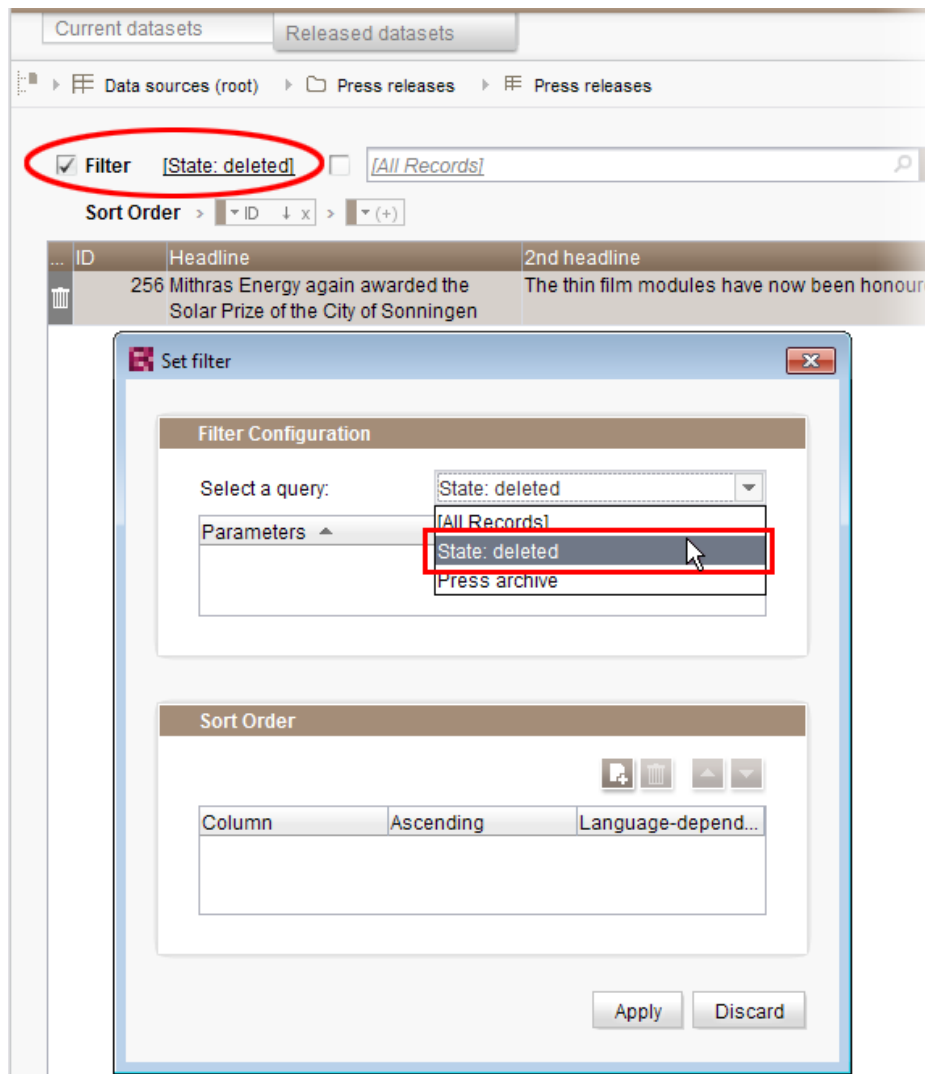 Current datasets
Released datasets
Data sources (root) Press releases Press releases
Filter [State: deleted] [All Records]
Sort Order > ID ↓ x > (+)
... ID Headline 2nd headline
256 Mithras Energy again awarded the The thin film modules have now been honour
Solar Prize of the City of Sonningen
Set filter
Filter Configuration
Select a query: State: deleted
[All Records]
Parameters
State: deleted
Press archive
Sort Order
Column Ascending Language-depend...
Apply Discard